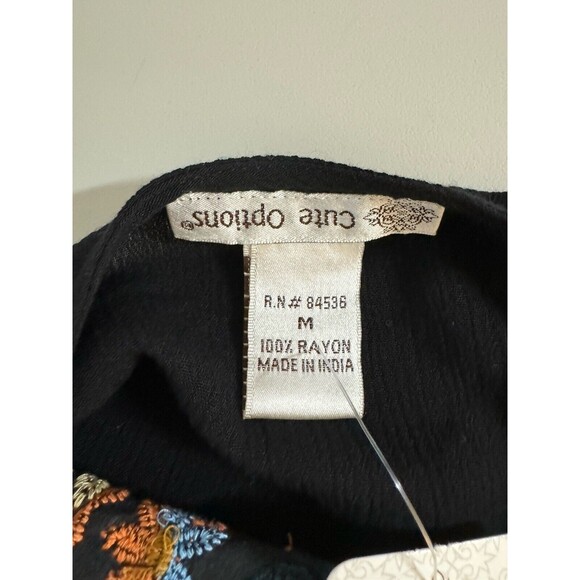 Cute Options®
R.N# 84536
M
100% RAYON
MADE IN INDIA